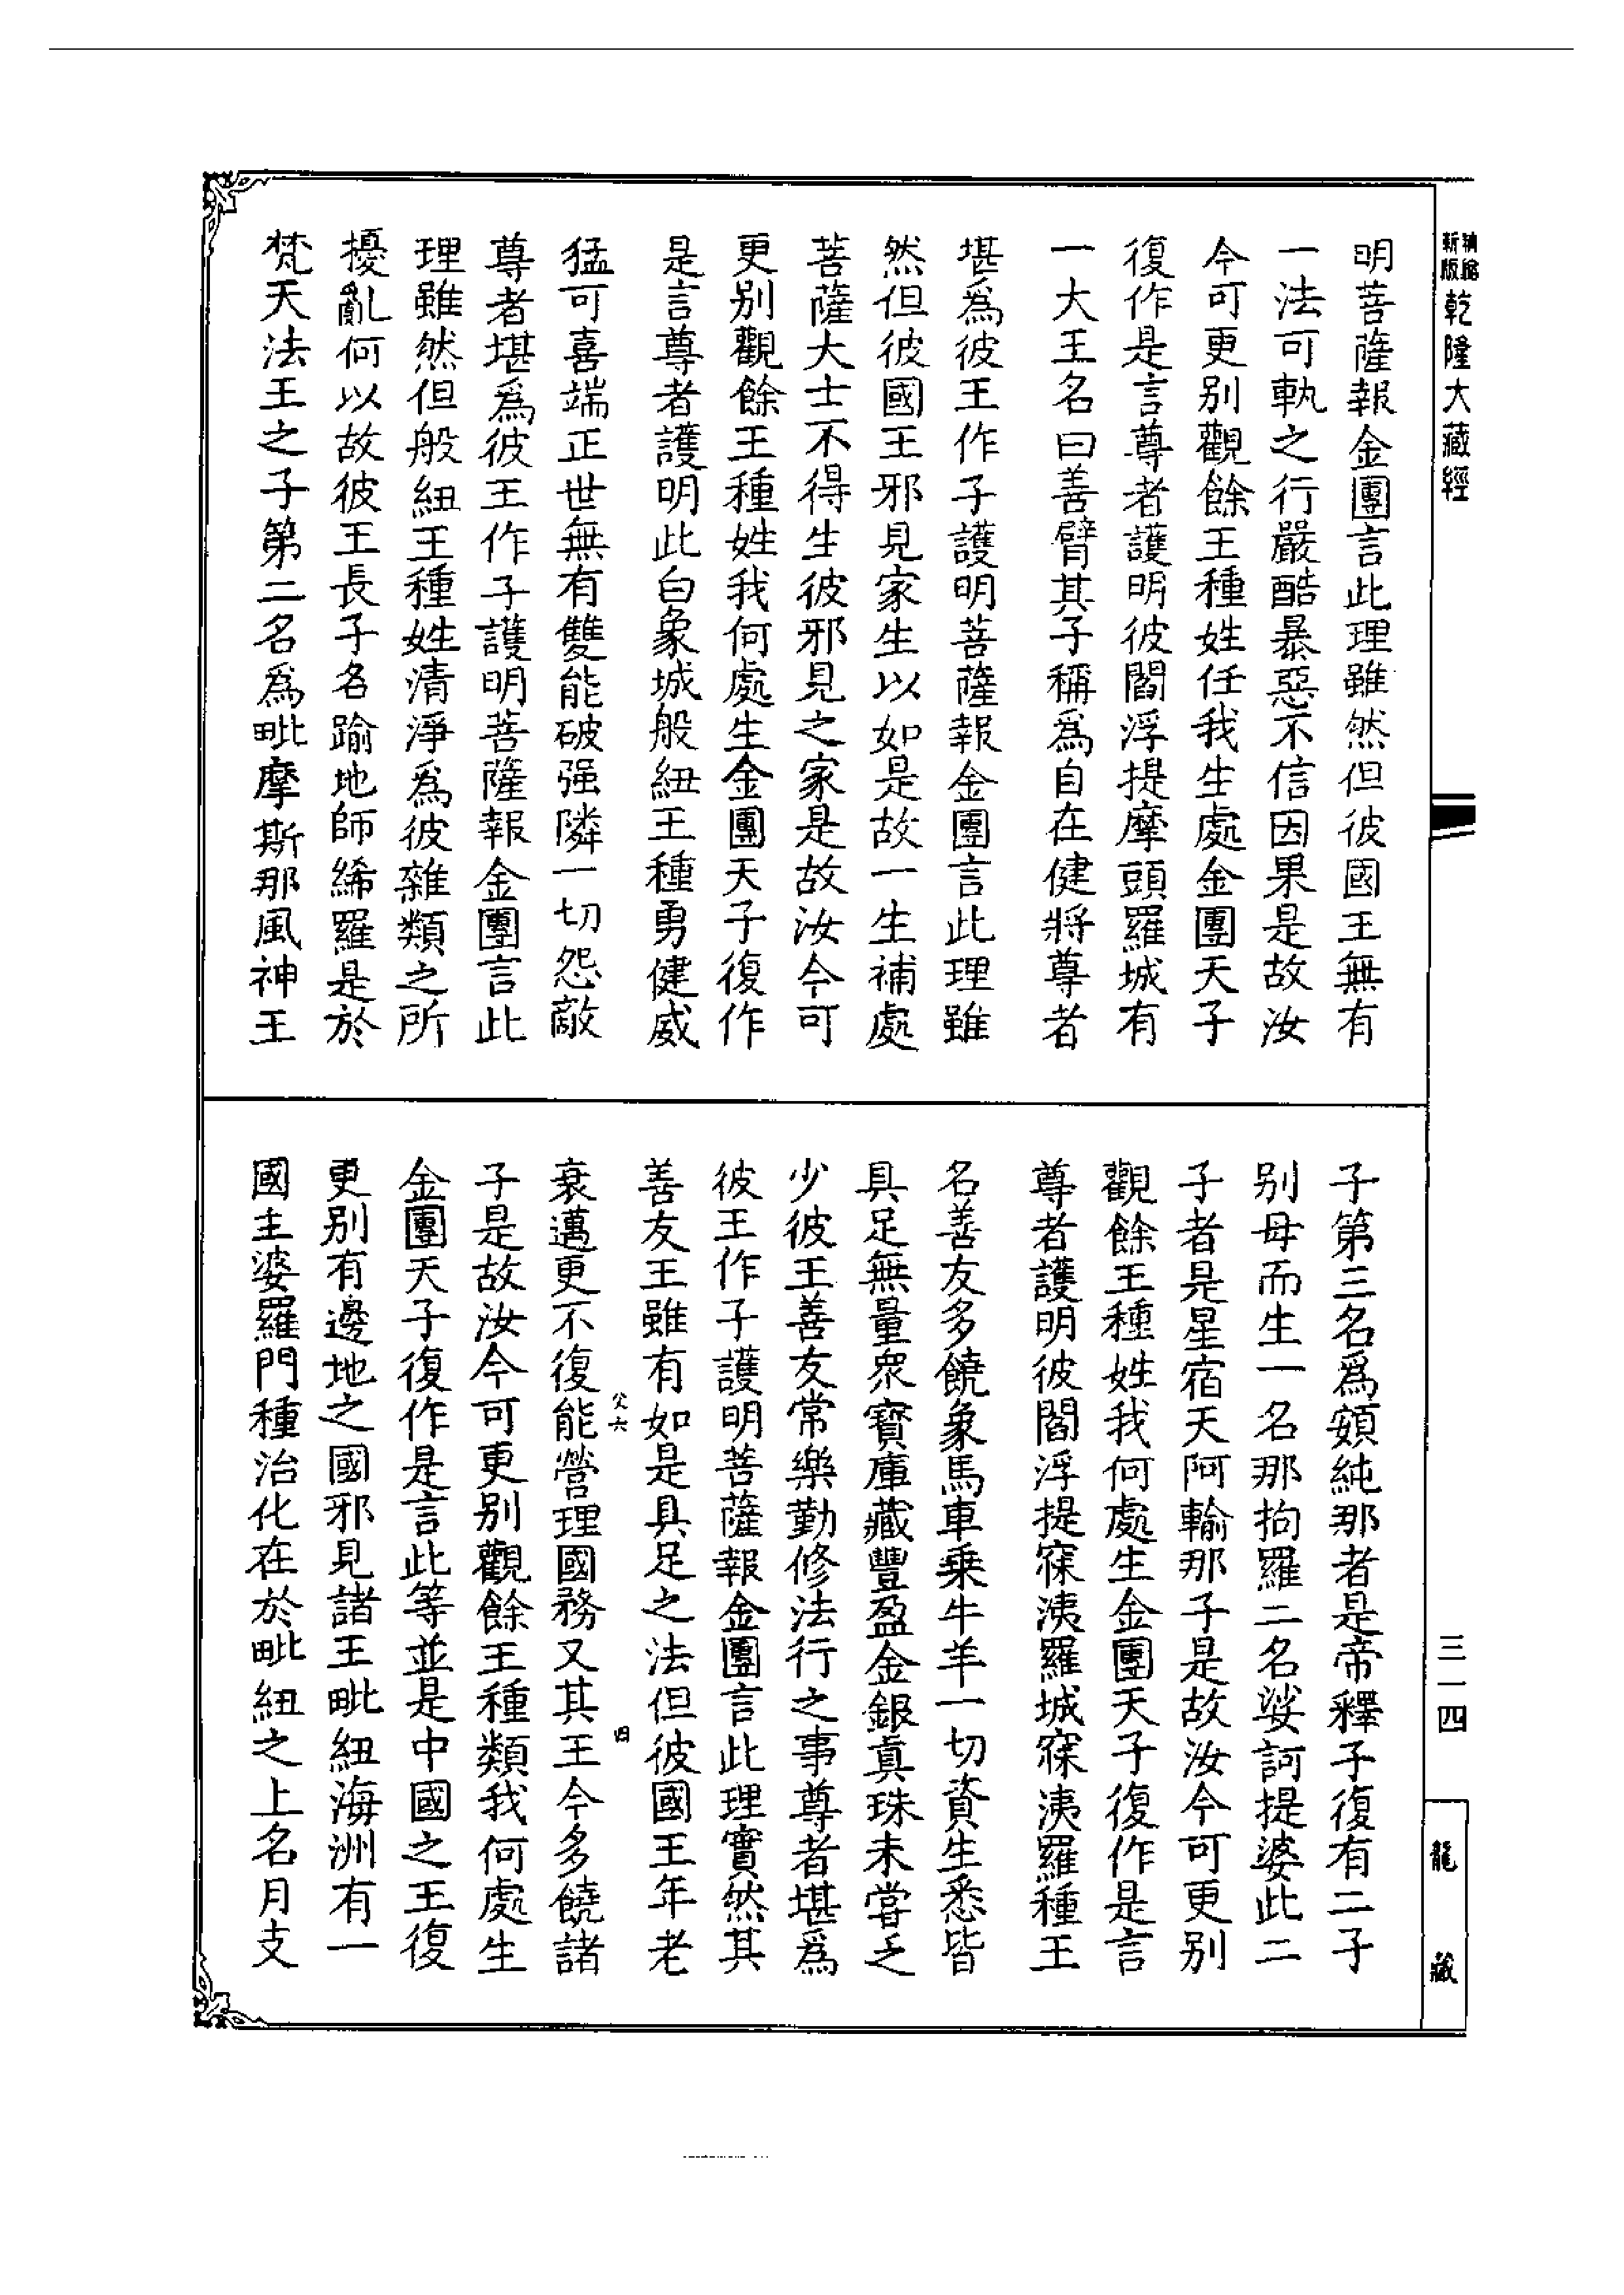 新版精縮 乾隆大藏經
明菩薩報金團言此理雖然但彼國王無有
一法可執之行嚴酷暴惡不信因果是故汝
今可更別觀餘王種姓任我生處金團天子
復作是言尊者護明彼閻浮提摩頭羅城有
一大王名曰善臂其子稱爲自在健將尊者
堪爲彼王作子護明菩薩報金團言此理雖
然但彼國王邪見家生以如是故一生補處
菩薩大士不得生彼邪見之家是故汝今可
更別觀餘王種姓我何處生金團天子復作
是言尊者護明此白象城般紐王種勇健威
猛可喜端正世無有雙能破强隣一切怨敵
尊者堪爲彼王作子護明菩薩報金團言此
理雖然但般紐王種姓清淨爲彼雜類之所
擾亂何以故彼王長子名踰地師絺羅是於
梵天法王之子第二名爲毗摩斯那風神王
子第三名爲頞純那者是帝釋子復有二子
別母而生一名那拘羅二名娑訶提婆此二
子者是星宿天阿輸那子是故汝今可更別
觀餘王種姓我何處生金團天子復作是言
尊者護明彼閻浮提寐洟羅城寐洟羅種王
名善友多饒象馬車乘牛羊一切資生悉皆
具足無量衆寶庫藏豐盈金銀真珠未嘗乏
少彼王善友常樂勤修法行之事尊者堪爲
彼王作子護明菩薩報金團言此理實然其
善友王雖有如是具足之法但彼國王年老
衰邁更不復能營理國務又其王今多饒諸
子是故汝今可更別觀餘王種類我何處生
金團天子復作是言此等並是中國之王復
更別有邊地之國邪見諸王毗紐海洲有一
國主婆羅門種治化在於毗紐之上名月支
三一四
龍藏